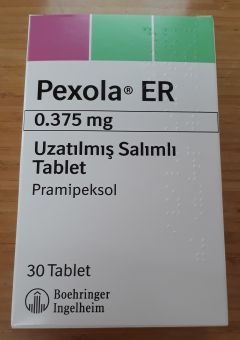 Pexola® ER
0.375 mg
Uzatılmış Salımlı
Tablet
Pramipeksol
30 Tablet
Boehringer
Ingelheim